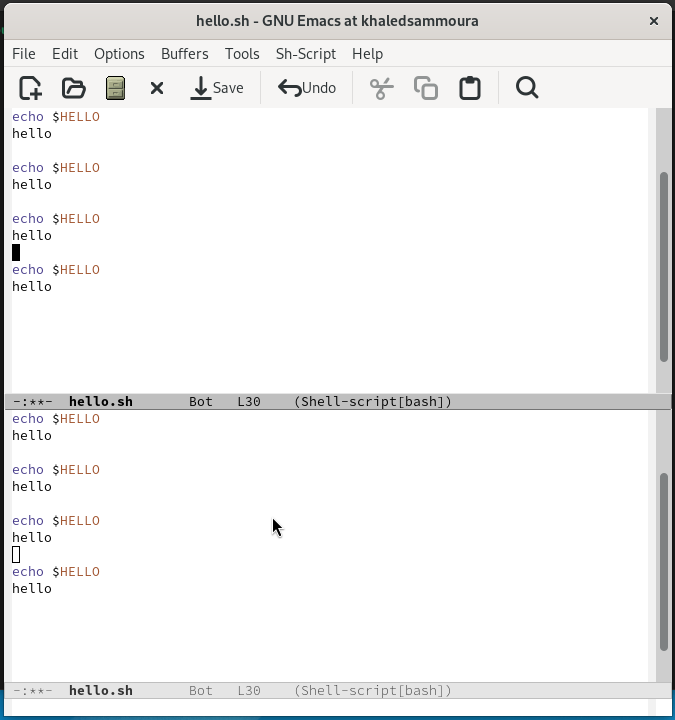 hello.sh - GNU Emacs at khaledsammoura
File Edit Options Buffers Tools Sh-Script Help
Save Undo
echo $HELLO
hello
echo $HELLO
hello
echo $HELLO
hello
echo $HELLO
hello
-:**- hello.sh Bot L30 (Shell-script[bash])
echo $HELLO
hello
echo $HELLO
hello
echo $HELLO
hello
echo $HELLO
hello
-:**- hello.sh Bot L30 (Shell-script[bash])